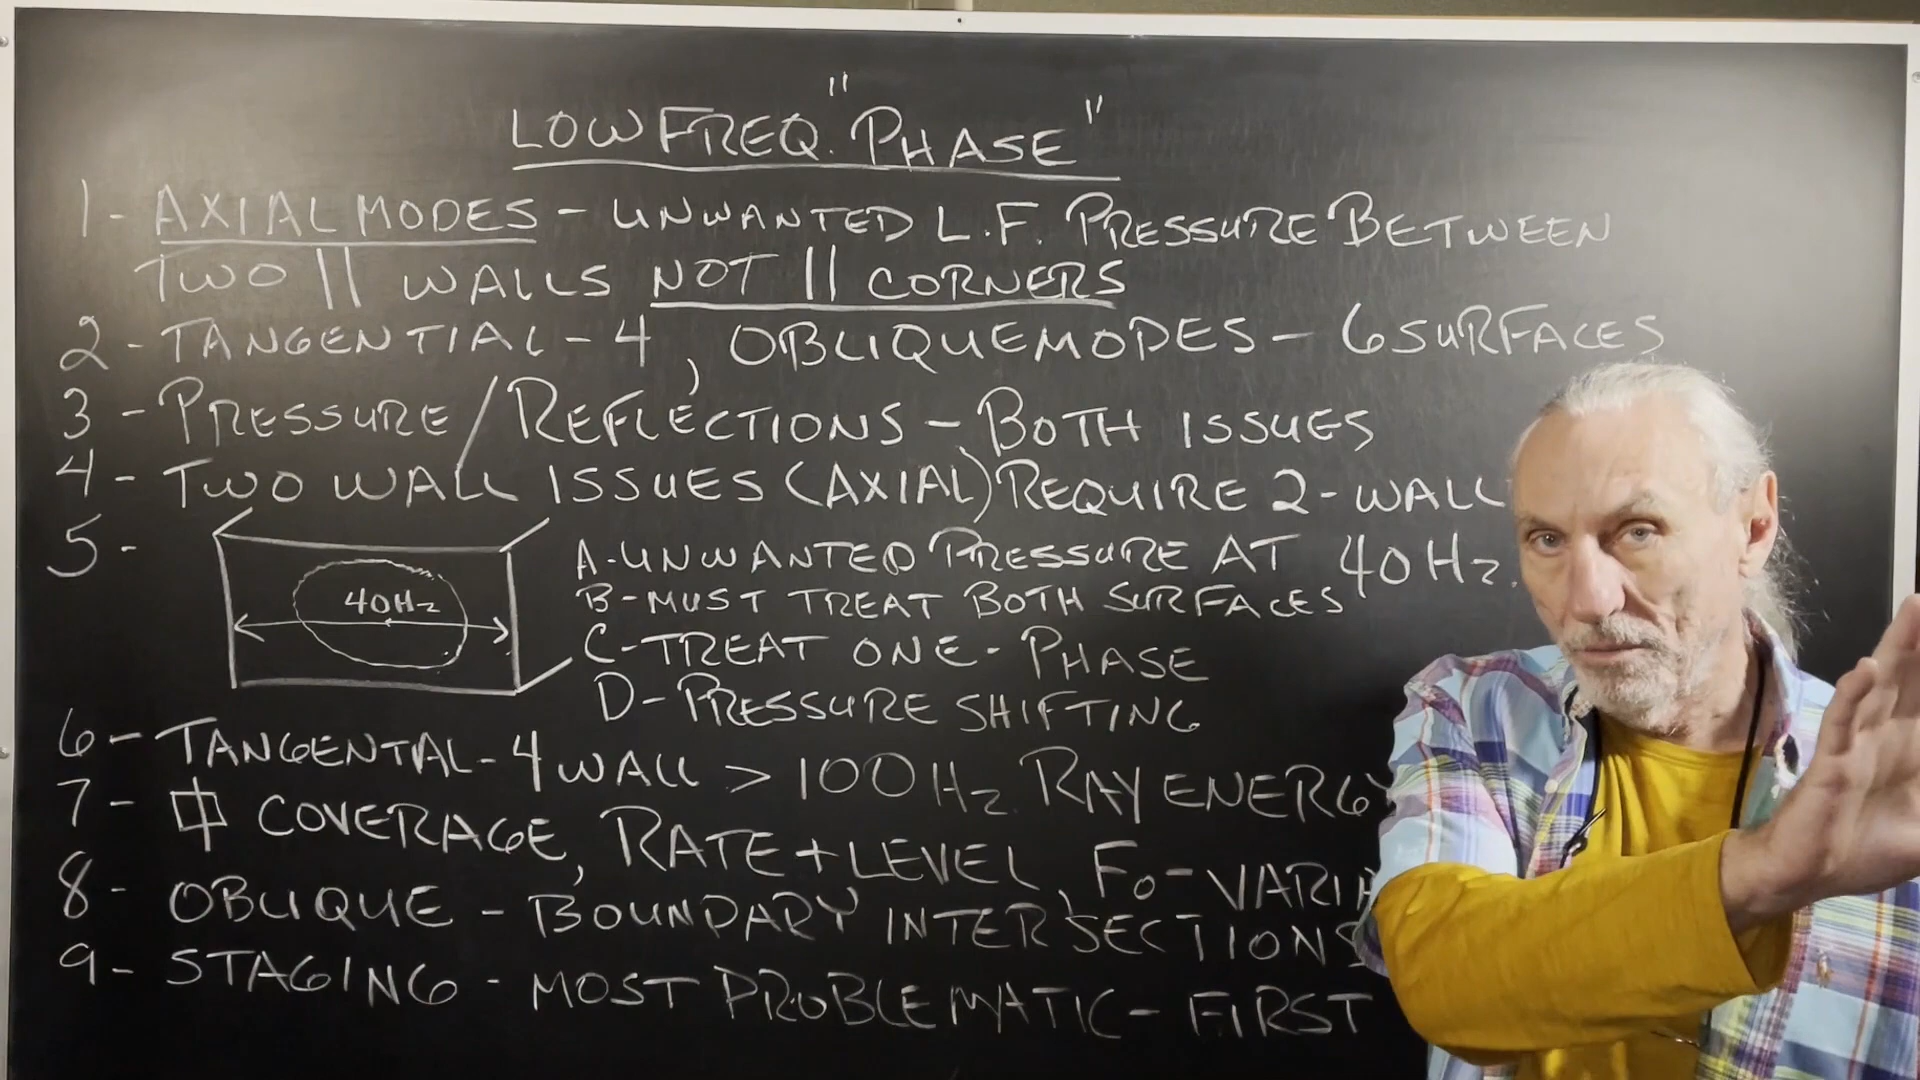 LOW FREQ. "PHASE"
1 - AXIAL MODES - UNWANTED L.F. PRESSURE BETWEEN
TWO || WALLS NOT || CORNERS
2 - TANGENTIAL - 4, OBLIQUE MODES - 6 SURFACES
3 - PRESSURE / REFLECTIONS - BOTH ISSUES
4 - TWO WALL ISSUES (AXIAL) REQUIRE 2-WALL
5 -
40Hz
A-UNWANTED PRESSURE AT 40Hz.
B-MUST TREAT BOTH SURFACES
C-TREAT ONE - PHASE
D-PRESSURE SHIFTING
6 - TANGENTAL - 4 WALL > 100Hz. RAY ENERGY
7 - COVERAGE, RATE + LEVEL, Fo-VARIA
8 - OBLIQUE - BOUNDARY INTERSECTIONS
9 - STAGING - MOST PROBLEMATIC - FIRST